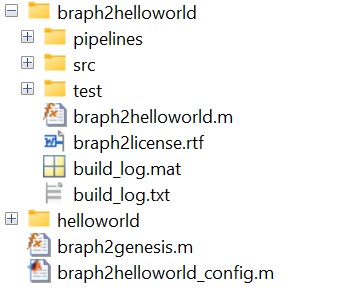 braph2helloworld
pipelines
src
test
braph2helloworld.m
braph2license.rtf
build_log.mat
build_log.txt
helloworld
braph2genesis.m
braph2helloworld_config.m